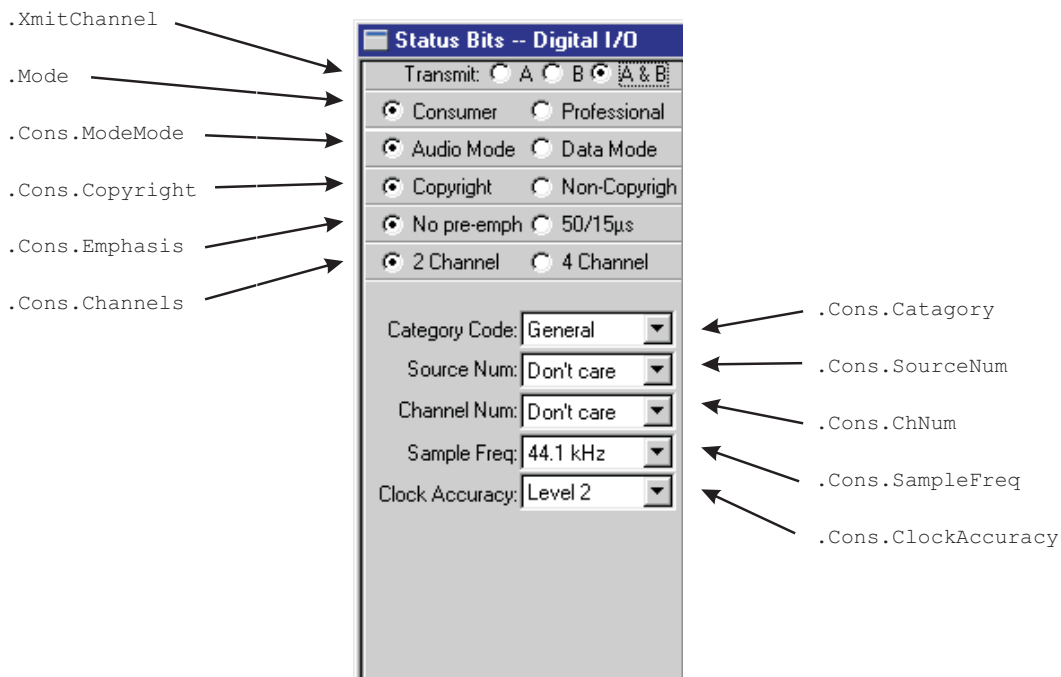 .XmitChannel
.Mode
.Cons.ModeMode
.Cons.Copyright
.Cons.Emphasis
.Cons.Channels
Status Bits -- Digital I/O
Transmit: A B A & B
Consumer Professional
Audio Mode Data Mode
Copyright Non-Copyrigh
No pre-emph 50/15µs
2 Channel 4 Channel
Category Code: General
Source Num: Don't care
Channel Num: Don't care
Sample Freq: 44.1 kHz
Clock Accuracy: Level 2
.Cons.Catagory
.Cons.SourceNum
.Cons.ChNum
.Cons.SampleFreq
.Cons.ClockAccuracy